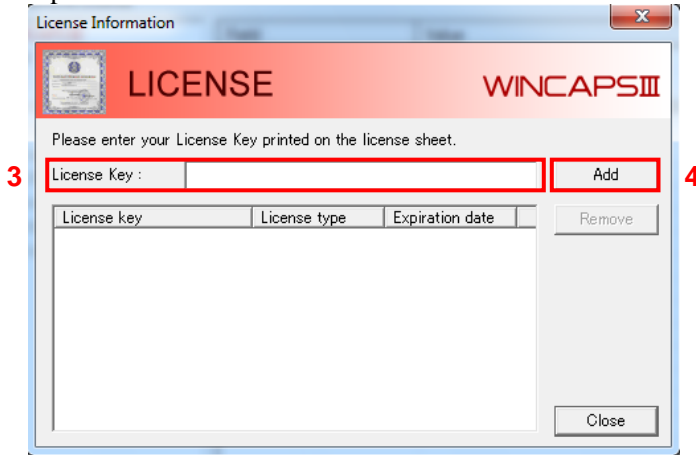 License Information
LICENSE
WINCAPSIII
Please enter your License Key printed on the license sheet.
3
License Key :
Add
4
License key
License type
Expiration date
Remove
Close